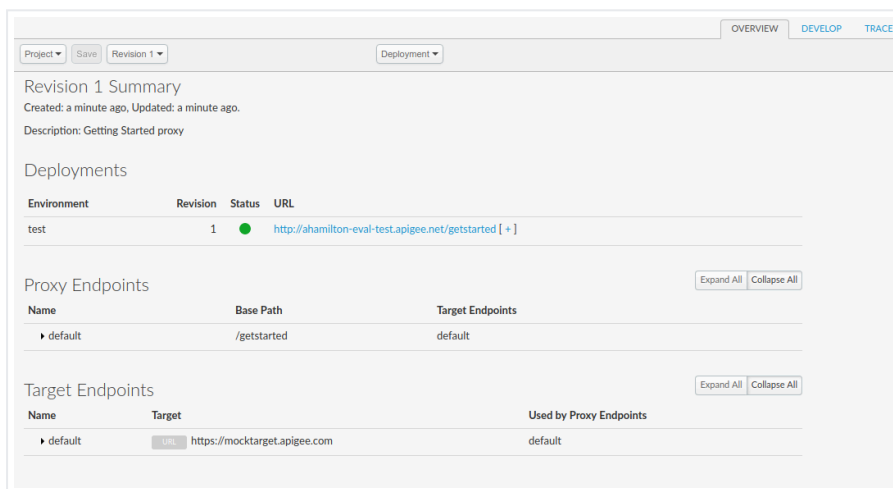 OVERVIEW DEVELOP TRACE
Project Save Revision 1 Deployment
Revision 1 Summary
Created: a minute ago, Updated: a minute ago.
Description: Getting Started proxy
Deployments
Environment Revision Status URL
test 1 http://ahamilton-eval-test.apigee.net/getstarted [ + ]
Proxy Endpoints Expand All Collapse All
Name Base Path Target Endpoints
default /getstarted default
Target Endpoints Expand All Collapse All
Name Target Used by Proxy Endpoints
default URL https://mocktarget.apigee.com default